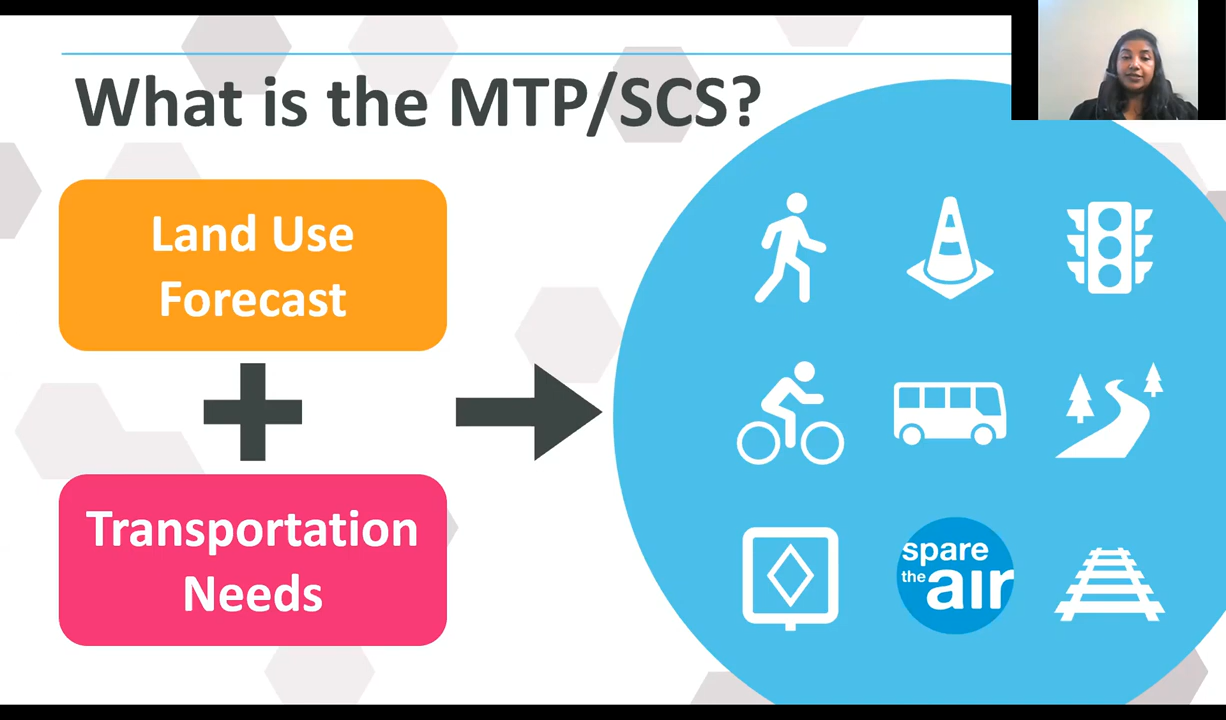 What is the MTP/SCS?
Land Use
Forecast
Transportation
Needs
spare
the air